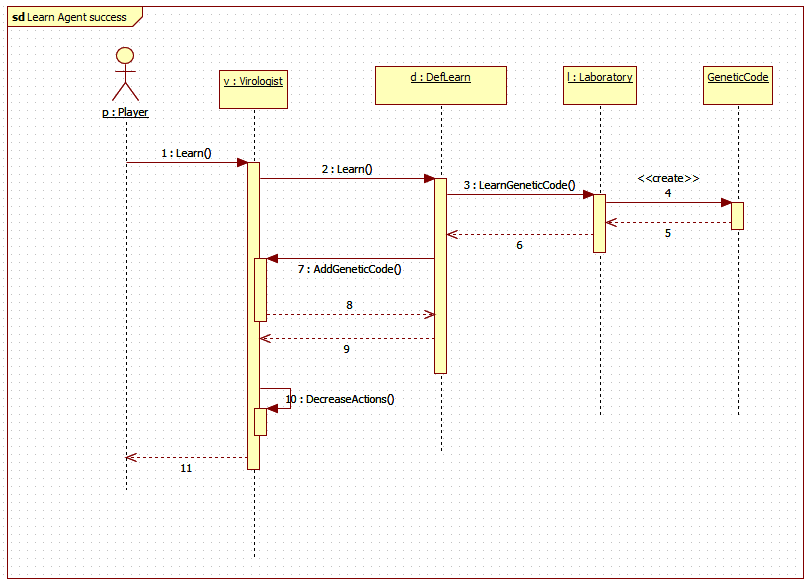 sd Learn Agent success
p : Player
v : Virologist
d : DefLearn
l : Laboratory
GeneticCode
1 : Learn()
2 : Learn()
3 : LearnGeneticCode()
<<create>>
4
5
6
7 : AddGeneticCode()
8
9
10 : DecreaseActions()
11